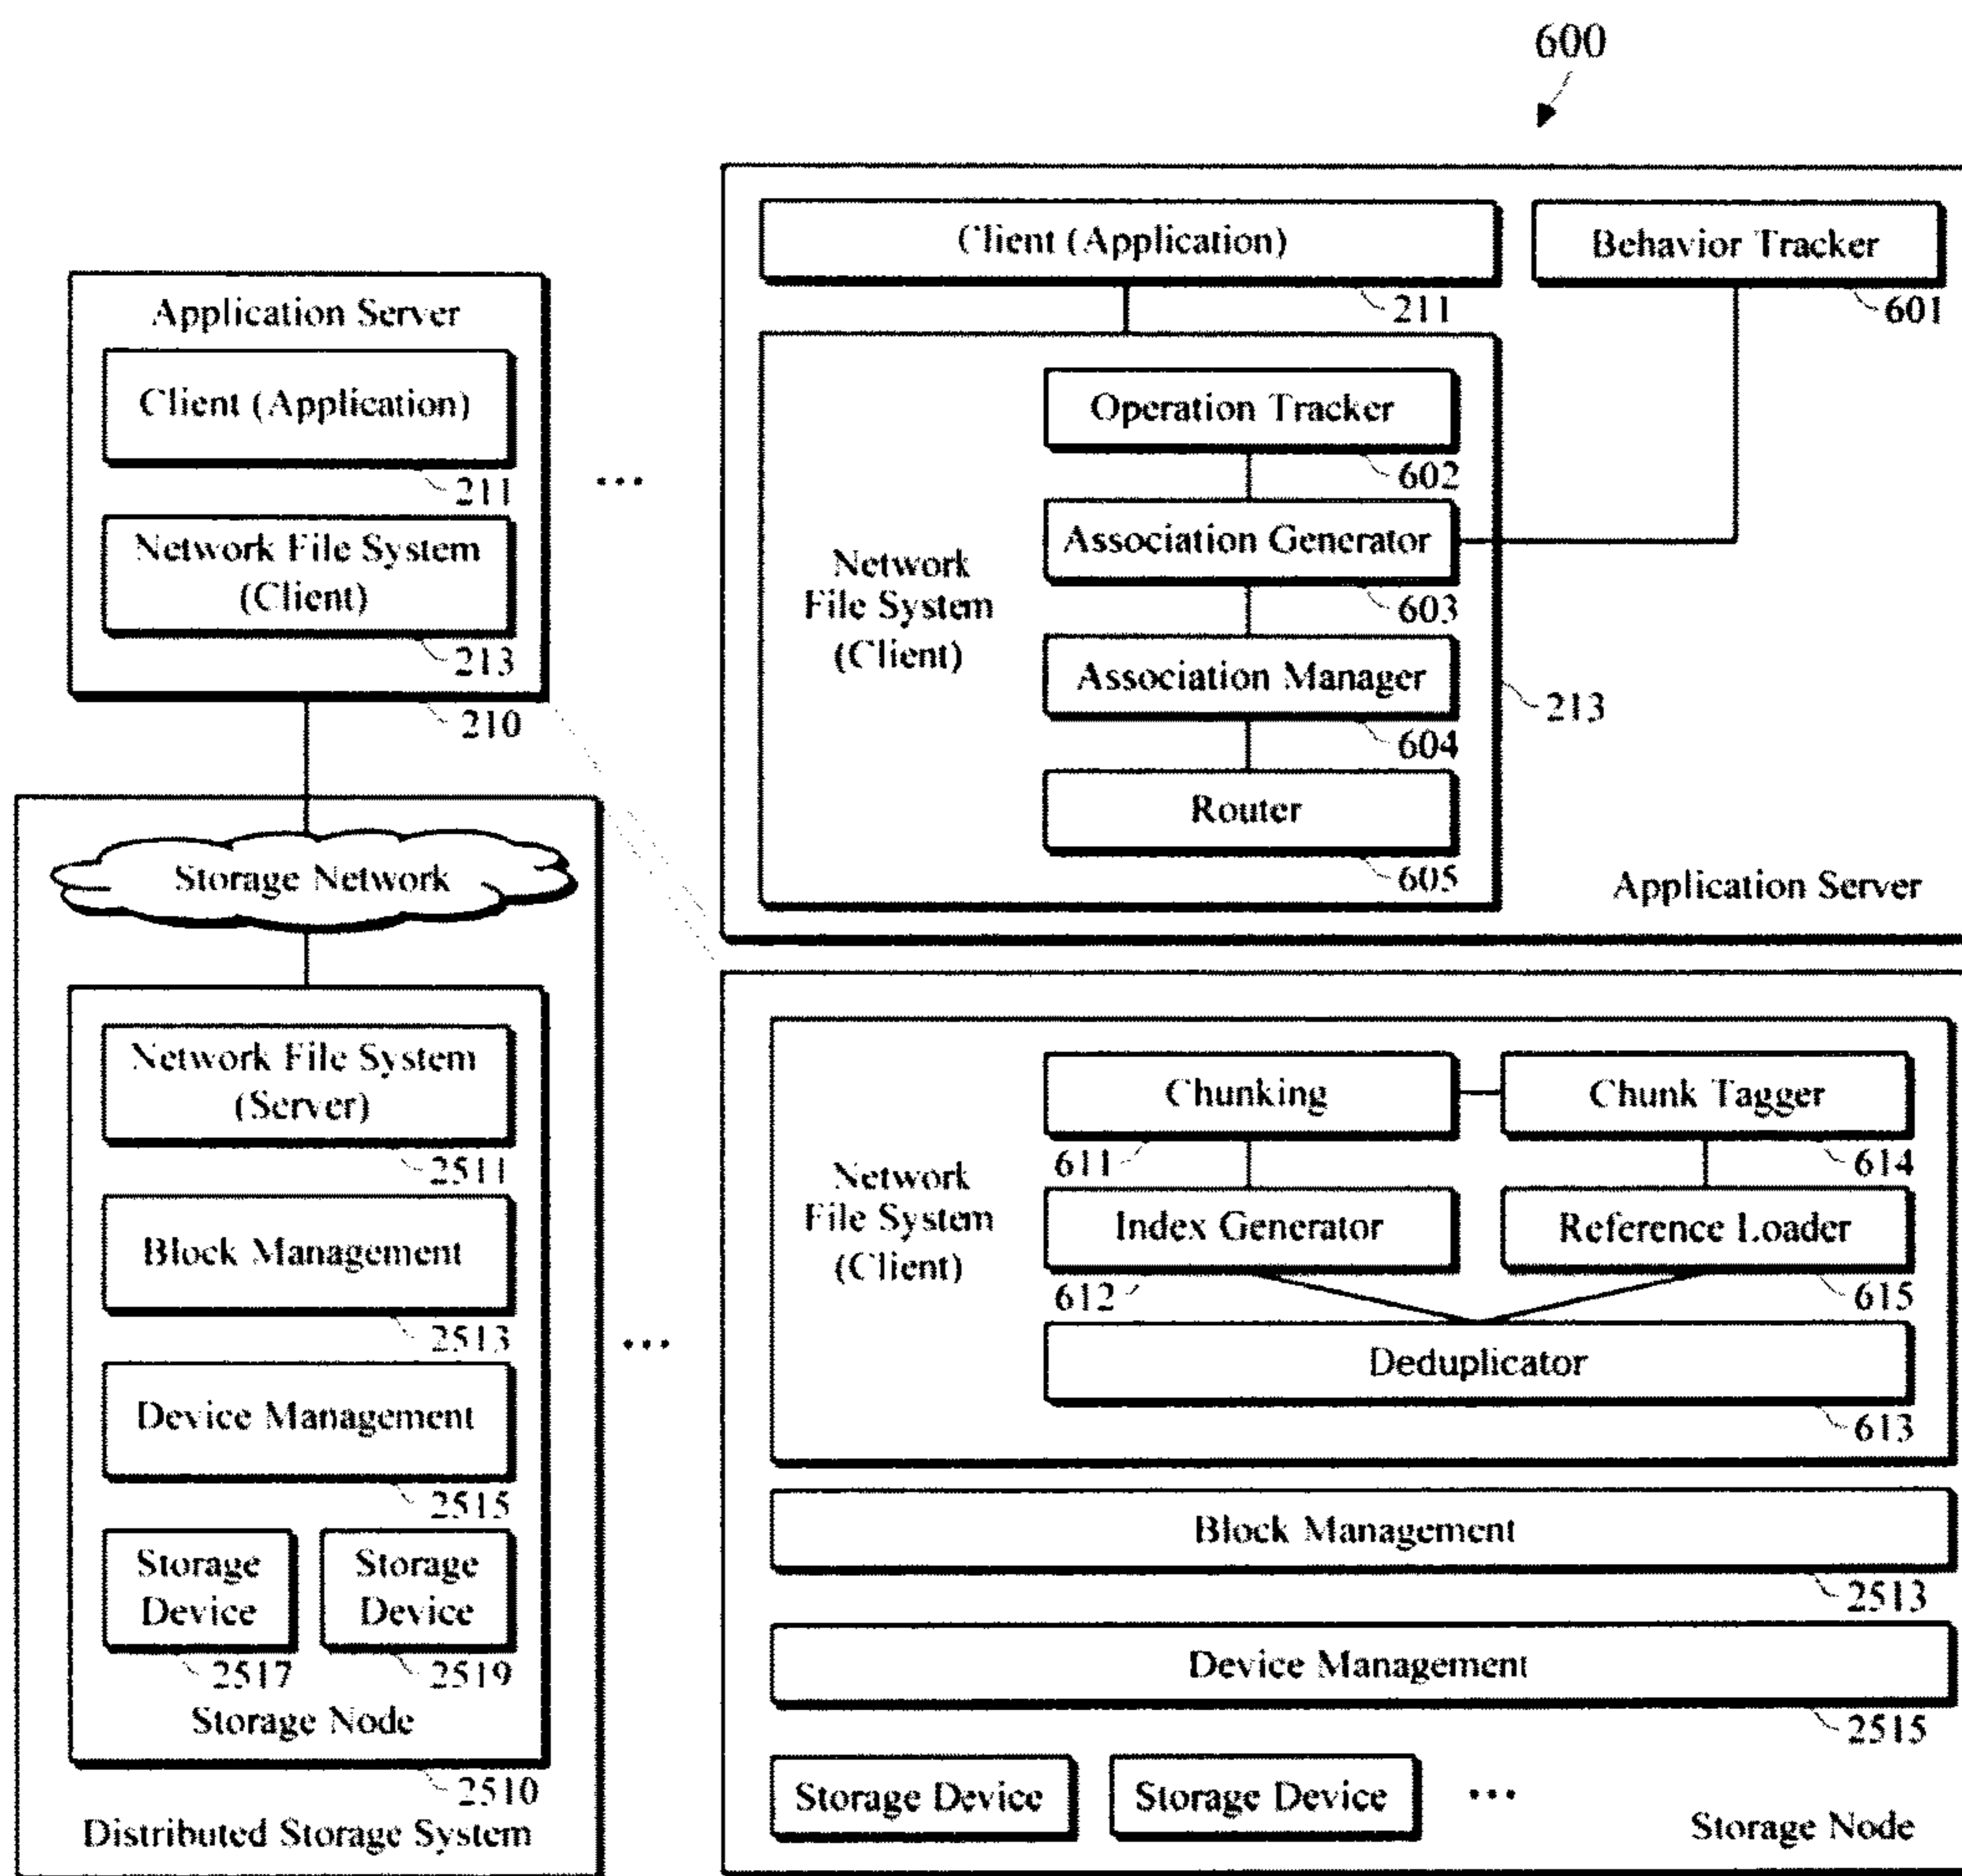 600
Application Server
Client (Application)
211
Network File System
(Client)
213
210
...
Storage Network
Network File System
(Server)
2511
Block Management
2513
Device Management
2515
Storage
Device
2517
Storage
Device
2519
Storage Node
2510
Distributed Storage System
...
Client (Application)
211
Behavior Tracker
601
Network
File System
(Client)
Operation Tracker
602
Association Generator
603
Association Manager
604
Router
605
213
Application Server
Network
File System
(Client)
Chunking
611
Chunk Tagger
614
Index Generator
612
Reference Loader
615
Deduplicator
613
Block Management
2513
Device Management
2515
Storage Device
Storage Device
...
Storage Node